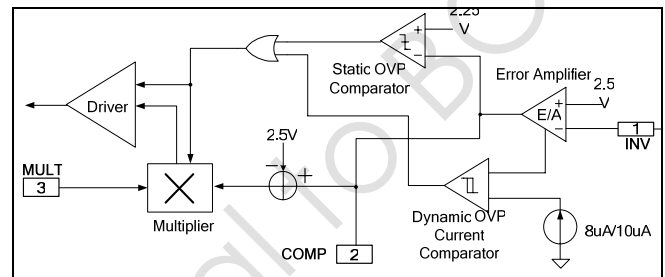 2.25
V
Static OVP
Comparator
Error Amplifier
2.5
V
E/A
1
INV
Driver
2.5V
MULT
3
Multiplier
COMP
2
Dynamic OVP
Current
Comparator
8uA/10uA